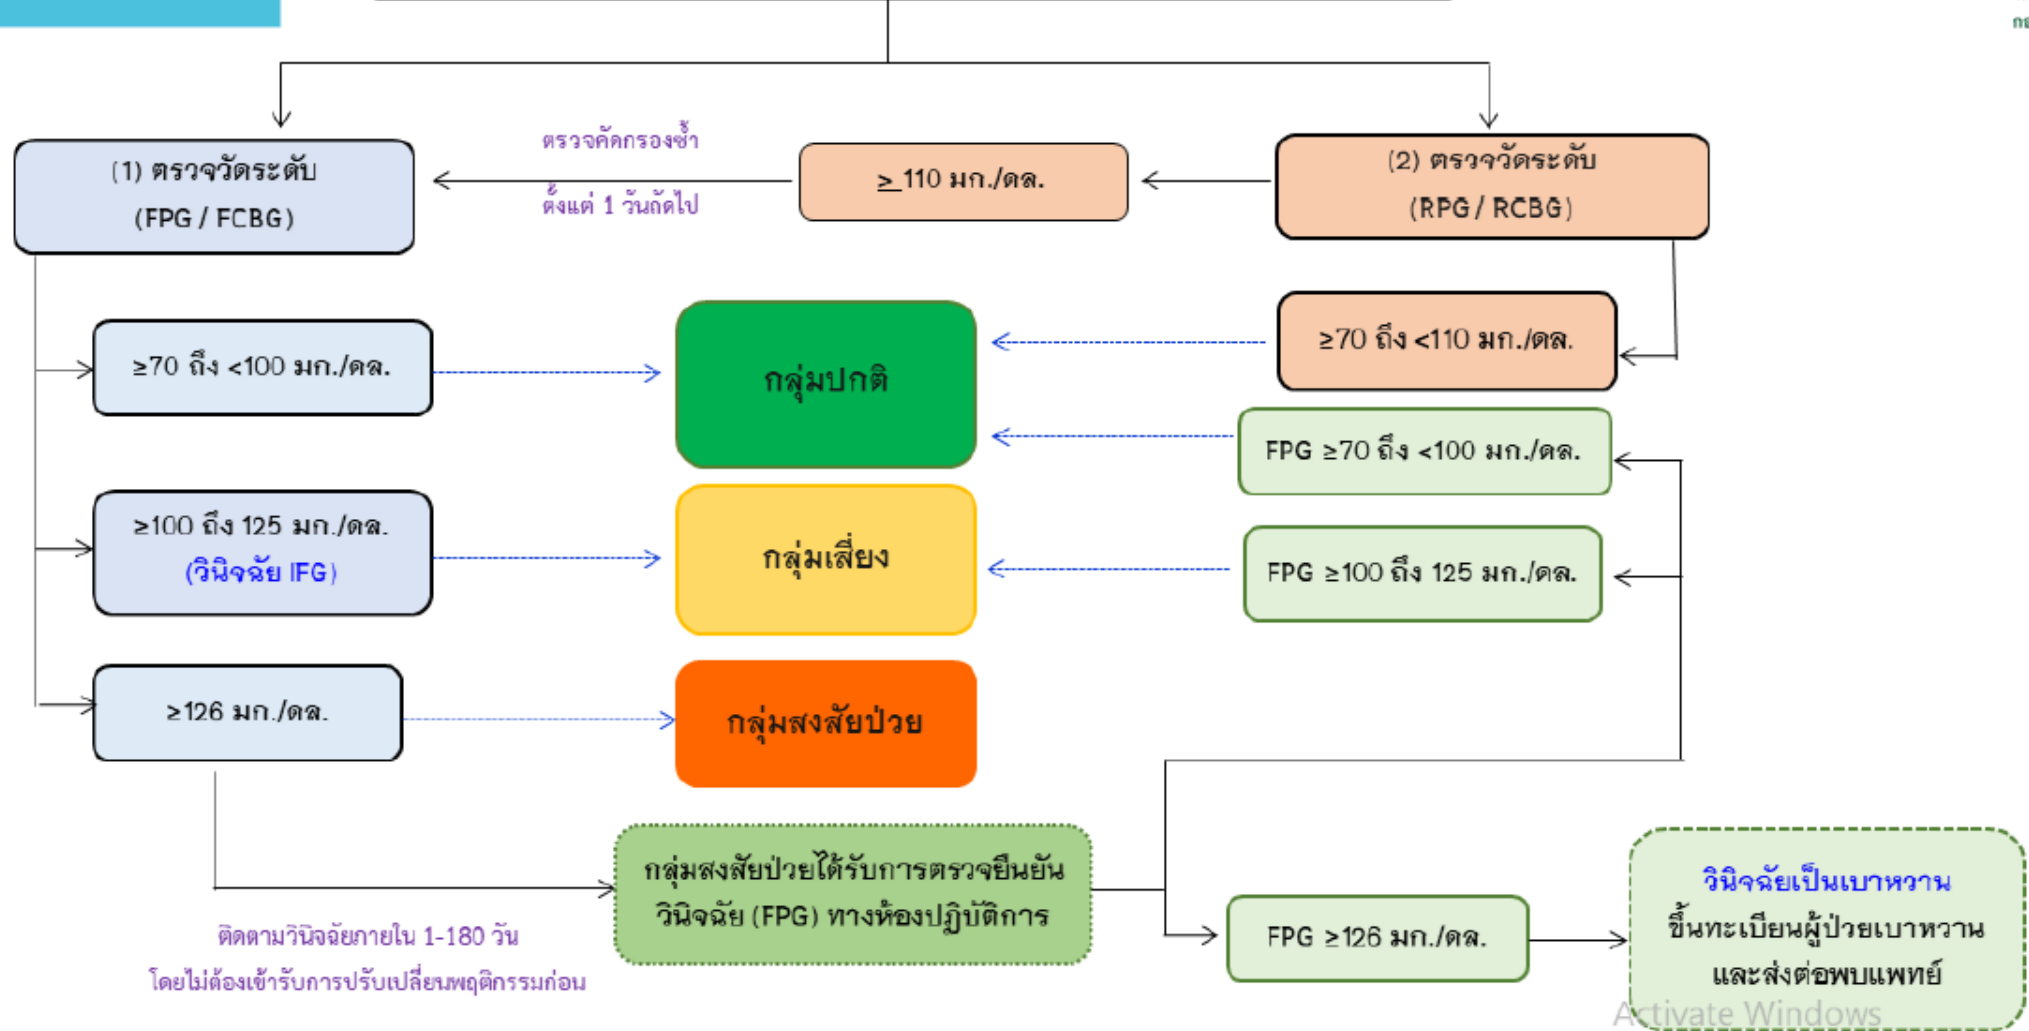 (1) ตรวจวัดระดับ
(FPG / FCBG)
ตรวจคัดกรองซ้ำ
ตั้งแต่ 1 วันถัดไป
≥ 110 มก./ดล.
(2) ตรวจวัดระดับ
(RPG / RCBG)
≥70 ถึง <100 มก./ดล.
กลุ่มปกติ
≥70 ถึง <110 มก./ดล.
FPG ≥70 ถึง <100 มก./ดล.
≥100 ถึง 125 มก./ดล.
(วินิจฉัย IFG)
กลุ่มเสี่ยง
FPG ≥100 ถึง 125 มก./ดล.
≥126 มก./ดล.
กลุ่มสงสัยป่วย
ติดตามวินิจฉัยภายใน 1-180 วัน
โดยไม่ต้องเข้ารับการปรับเปลี่ยนพฤติกรรมก่อน
กลุ่มสงสัยป่วยได้รับการตรวจยืนยัน
วินิจฉัย (FPG) ทางห้องปฏิบัติการ
FPG ≥126 มก./ดล.
วินิจฉัยเป็นเบาหวาน
ขึ้นทะเบียนผู้ป่วยเบาหวาน
และส่งต่อพบแพทย์
Activate Windows